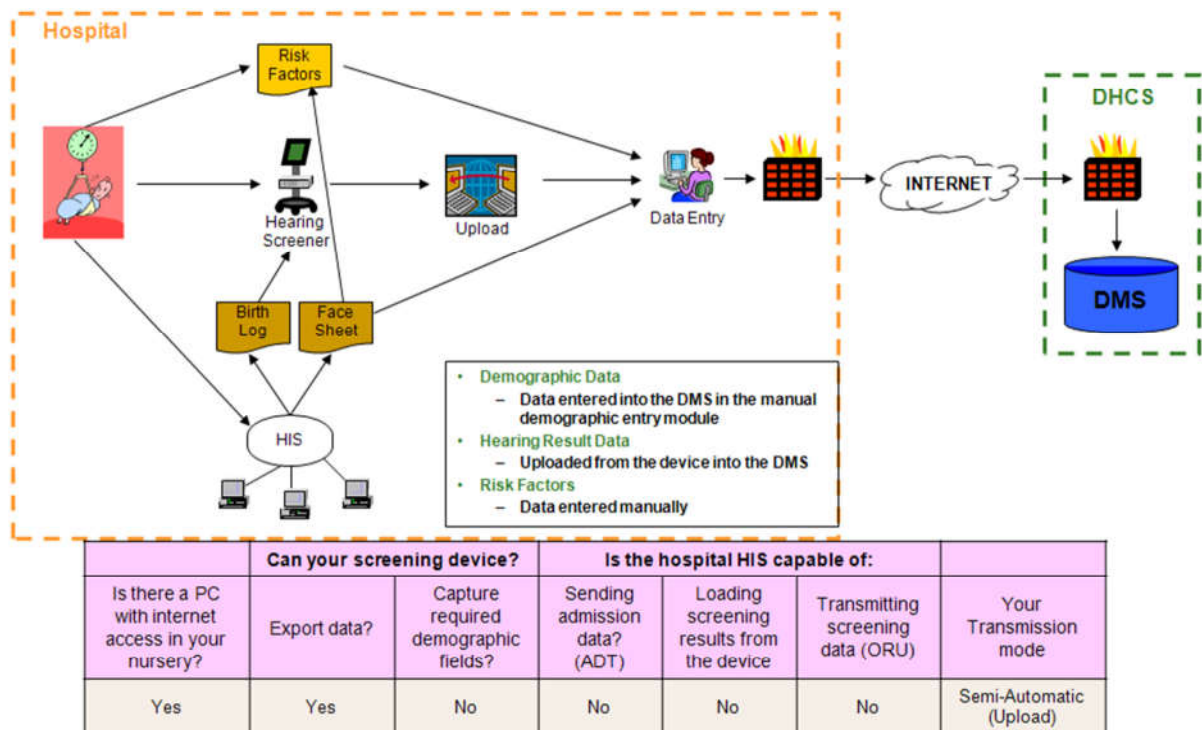 Hospital
Risk
Factors
DHCS
INTERNET
Hearing
Screener
Upload
Data Entry
DMS
Birth
Log
Face
Sheet
HIS
• Demographic Data
– Data entered into the DMS in the manual
demographic entry module
• Hearing Result Data
– Uploaded from the device into the DMS
• Risk Factors
– Data entered manually
Can your screening device?
Is the hospital HIS capable of:
Is there a PC
with internet
access in your
nursery?
Export data?
Capture
required
demographic
fields?
Sending
admission
data?
(ADT)
Loading
screening
results from
the device
Transmitting
screening
data (ORU)
Your
Transmission
mode
Yes
Yes
No
No
No
No
Semi-Automatic
(Upload)